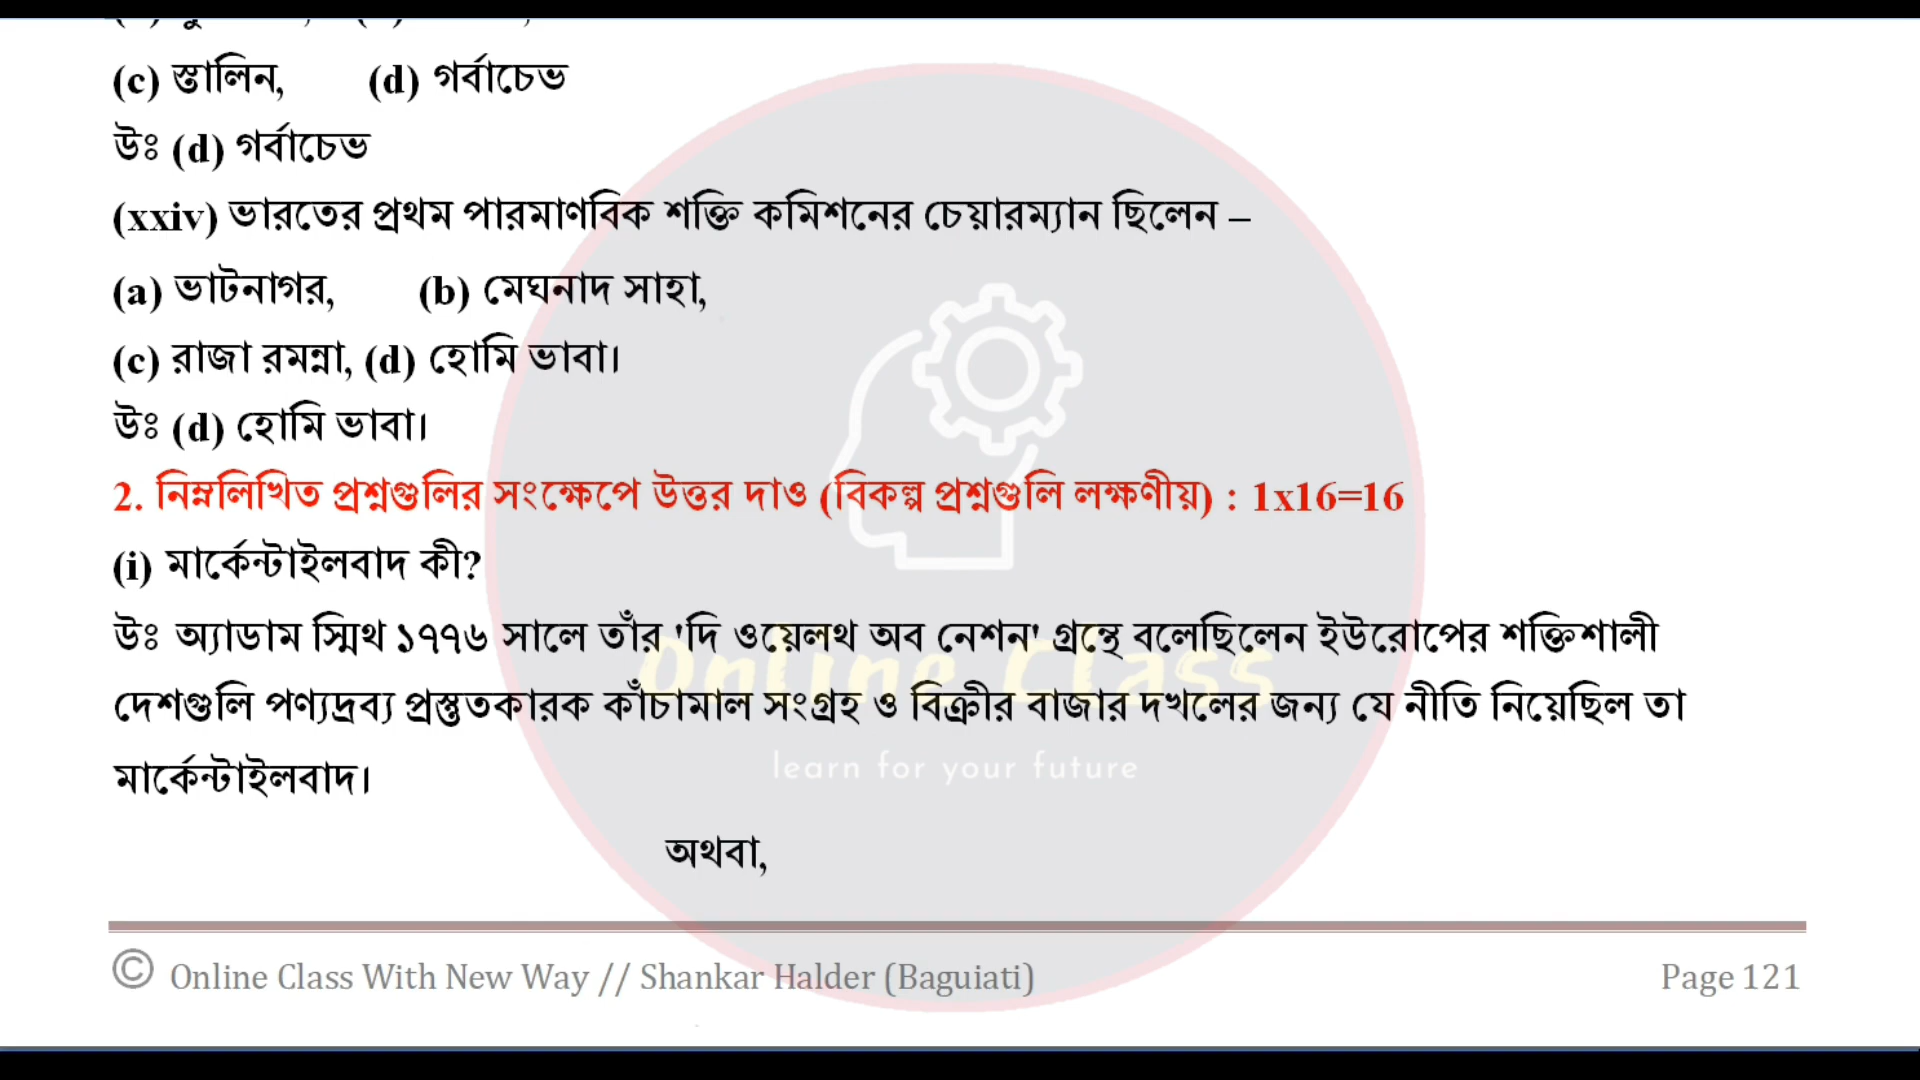 (c) স্তালিন, (d) গর্বাচেভ
উঃ (d) গর্বাচেভ
(xxiv) ভারতের প্রথম পারমাণবিক শক্তি কমিশনের চেয়ারম্যান ছিলেন –
(a) ভাটনাগর, (b) মেঘনাদ সাহা,
(c) রাজা রমন্না, (d) হোমি ভাবা।
উঃ (d) হোমি ভাবা।
2. নিম্নলিখিত প্রশ্নগুলির সংক্ষেপে উত্তর দাও (বিকল্প প্রশ্নগুলি লক্ষণীয়) : 1x16=16
(i) মার্কেন্টাইলবাদ কী?
উঃ অ্যাডাম স্মিথ ১৭৭৬ সালে তাঁর 'দি ওয়েলথ অব নেশন' গ্রন্থে বলেছিলেন ইউরোপের শক্তিশালী
দেশগুলি পণ্যদ্রব্য প্রস্তুতকারক কাঁচামাল সংগ্রহ ও বিক্রীর বাজার দখলের জন্য যে নীতি নিয়েছিল তা
Online Class
learn for your future
মার্কেন্টাইলবাদ।
অথবা,
© Online Class With New Way // Shankar Halder (Baguiati) Page 121